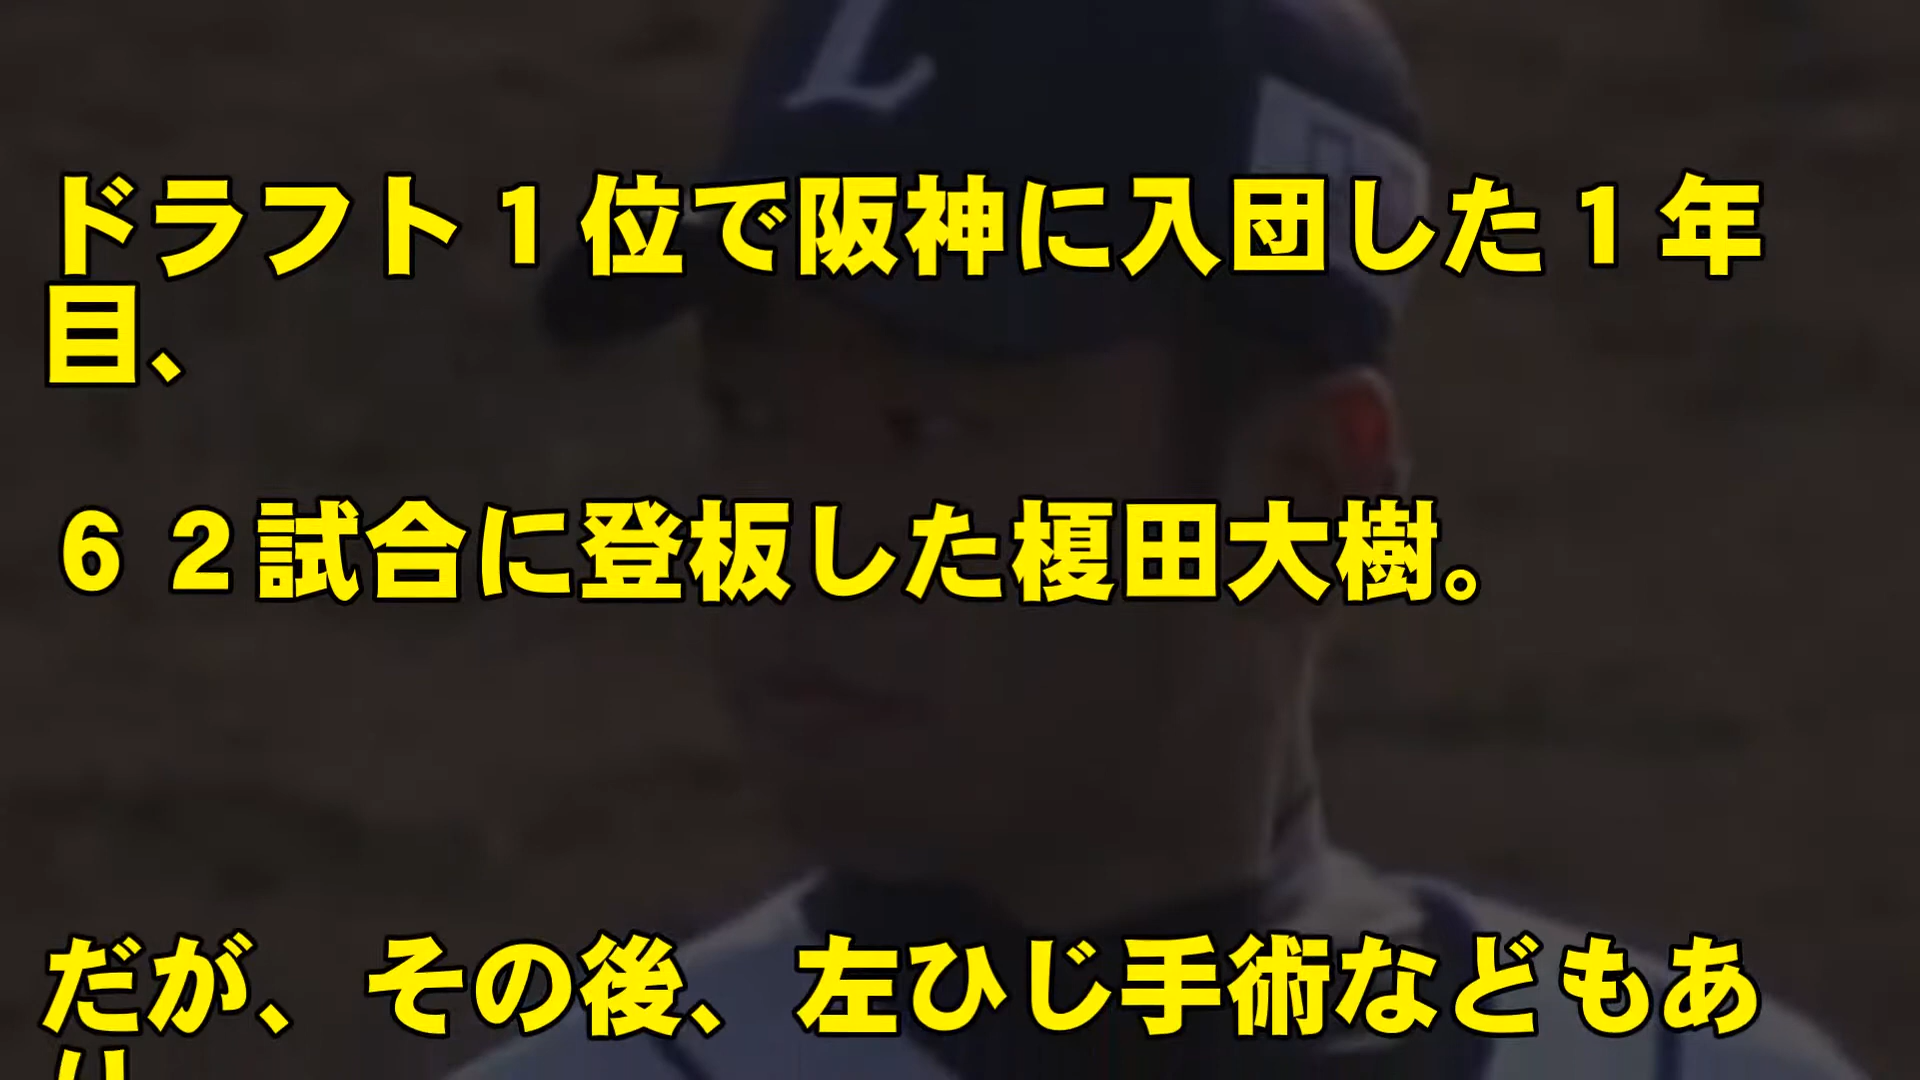 L
ドラフト１位で阪神に入団した１年
目、
６２試合に登板した榎田大樹。
だが、その後、左ひじ手術などもあ
り